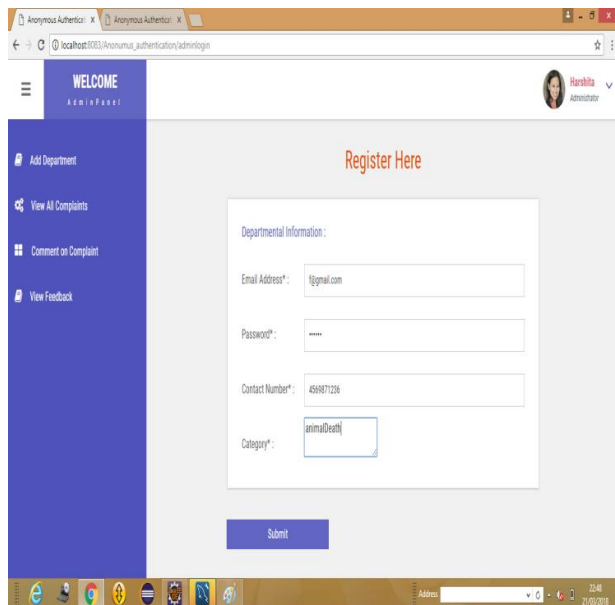 Anonymous Authenticat x Anonymous Authenticat x
localhost:8083/Anonumus_authentication/adminlogin
WELCOME
AdminPanel
Harshita
Administrator
Add Department
View All Complaints
Comment on Complaint
View Feedback
Register Here
Departmental Information :
Email Address* : f@gmail.com
Password* : ••••••
Contact Number* : 4569871236
Category* : animalDeath
Submit
Address
22:48
21/03/2018